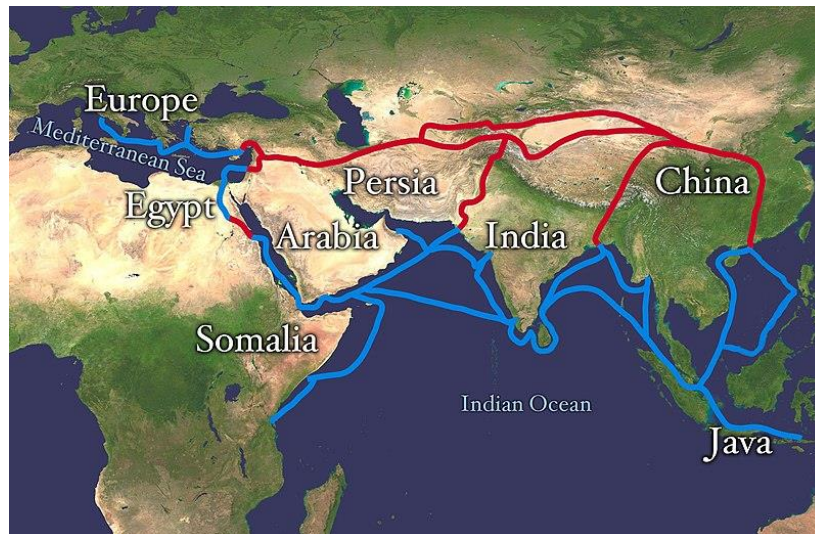 Europe
Mediterranean Sea
Egypt
Arabia
Persia
India
China
Somalia
Indian Ocean
Java